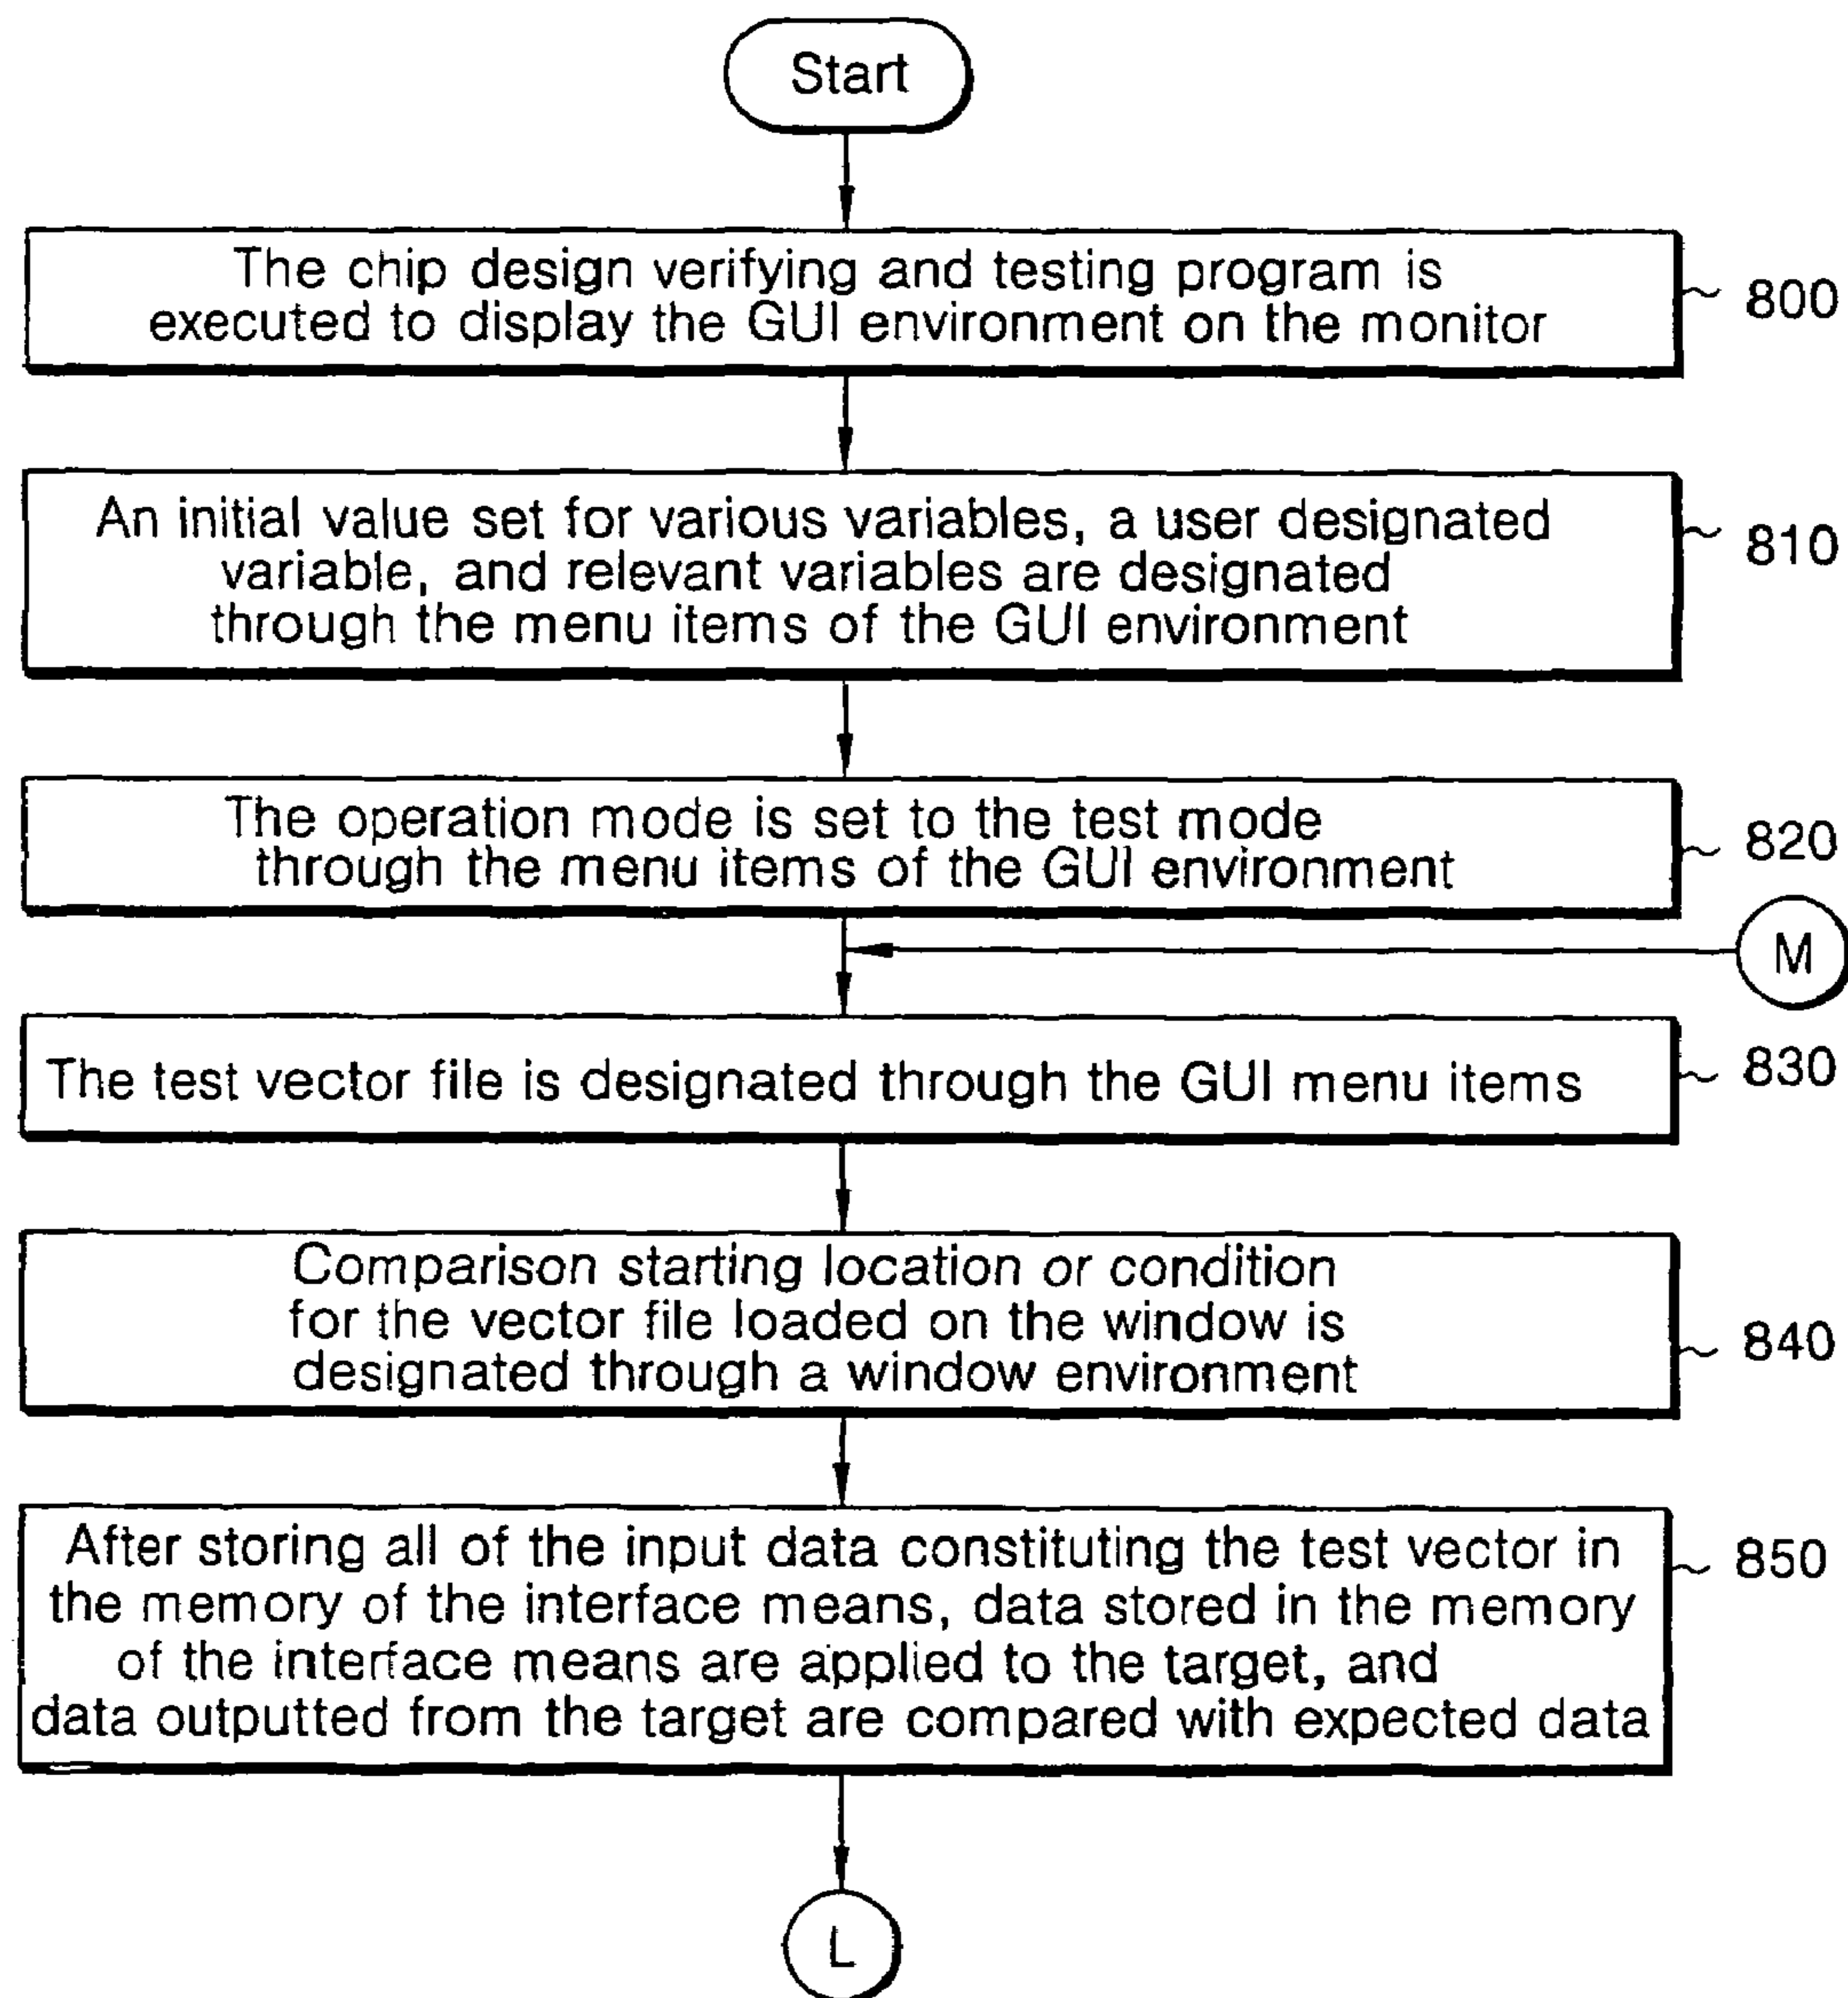 Start
The chip design verifying and testing program is
executed to display the GUI environment on the monitor
800
An initial value set for various variables, a user designated
variable, and relevant variables are designated
through the menu items of the GUI environment
810
The operation mode is set to the test mode
through the menu items of the GUI environment
820
M
The test vector file is designated through the GUI menu items
830
Comparison starting location or condition
for the vector file loaded on the window is
designated through a window environment
840
After storing all of the input data constituting the test vector in
the memory of the interface means, data stored in the memory
of the interface means are applied to the target, and
data outputted from the target are compared with expected data
850
L